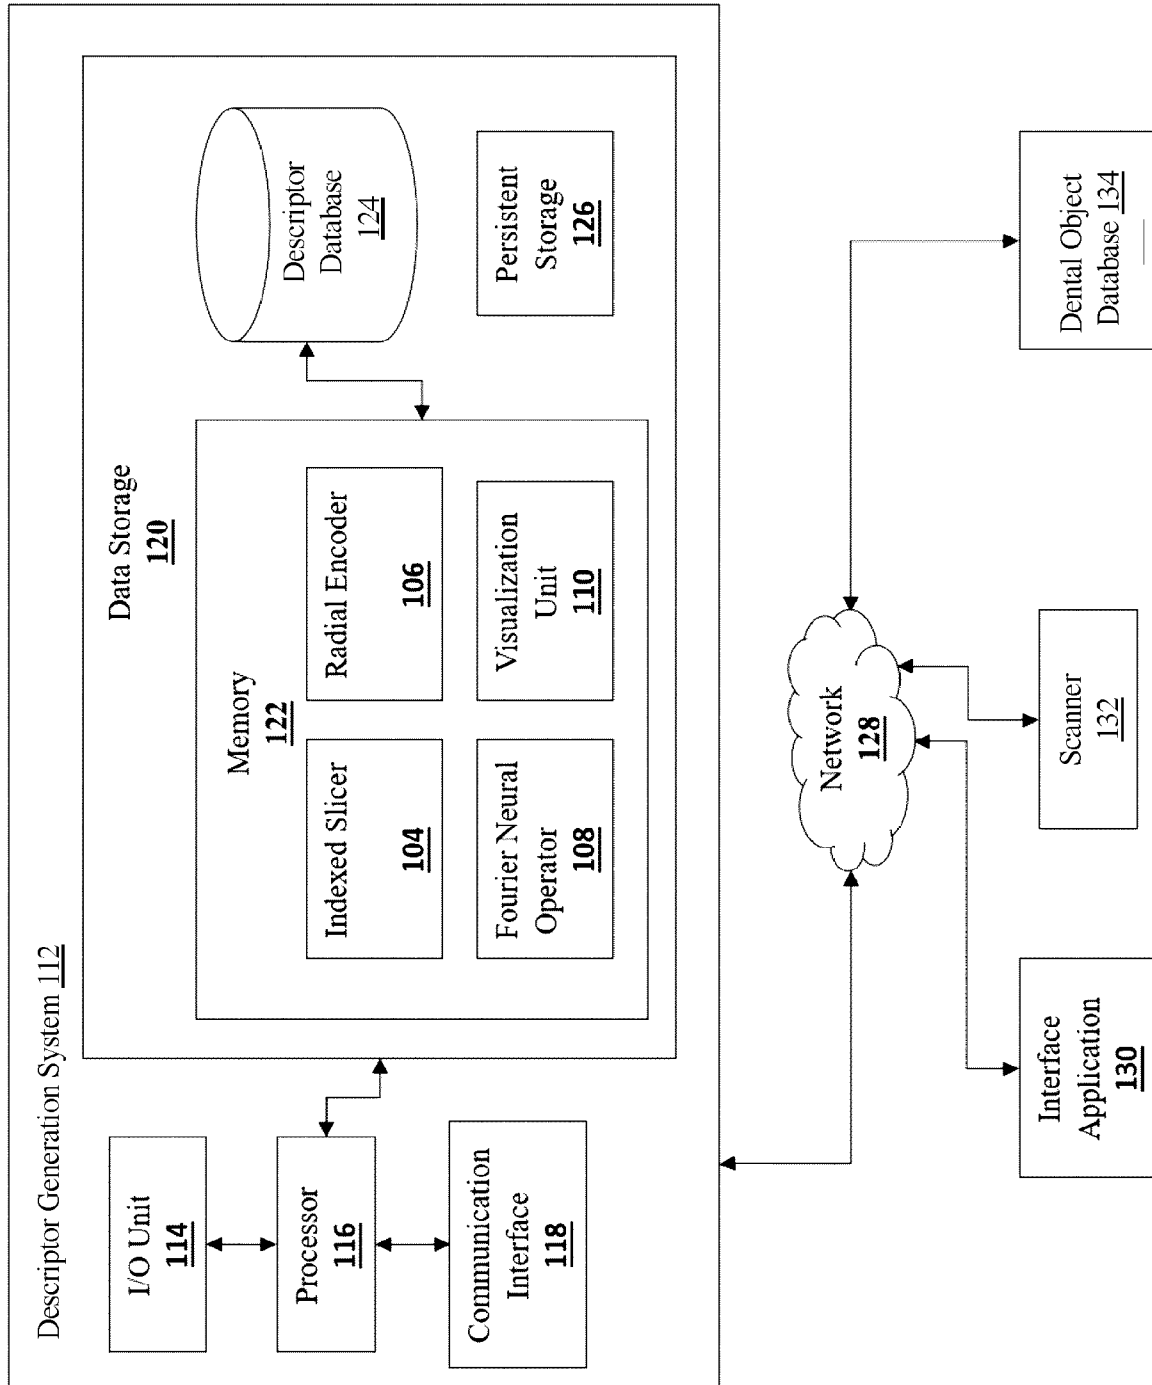 Descriptor Generation System 112
I/O Unit
114
Processor
116
Communication
Interface
118
Data Storage
120
Memory
122
Indexed Slicer
104
Radial Encoder
106
Fourier Neural
Operator
108
Visualization
Unit
110
Descriptor
Database
124
Persistent
Storage
126
Network
128
Interface
Application
130
Scanner
132
Dental Object
Database 134